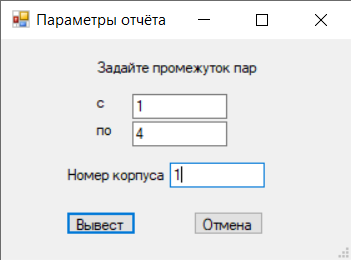 Параметры отчёта
Задайте промежуток пар
с 1
по 4
Номер корпуса 1
Вывест Отмена